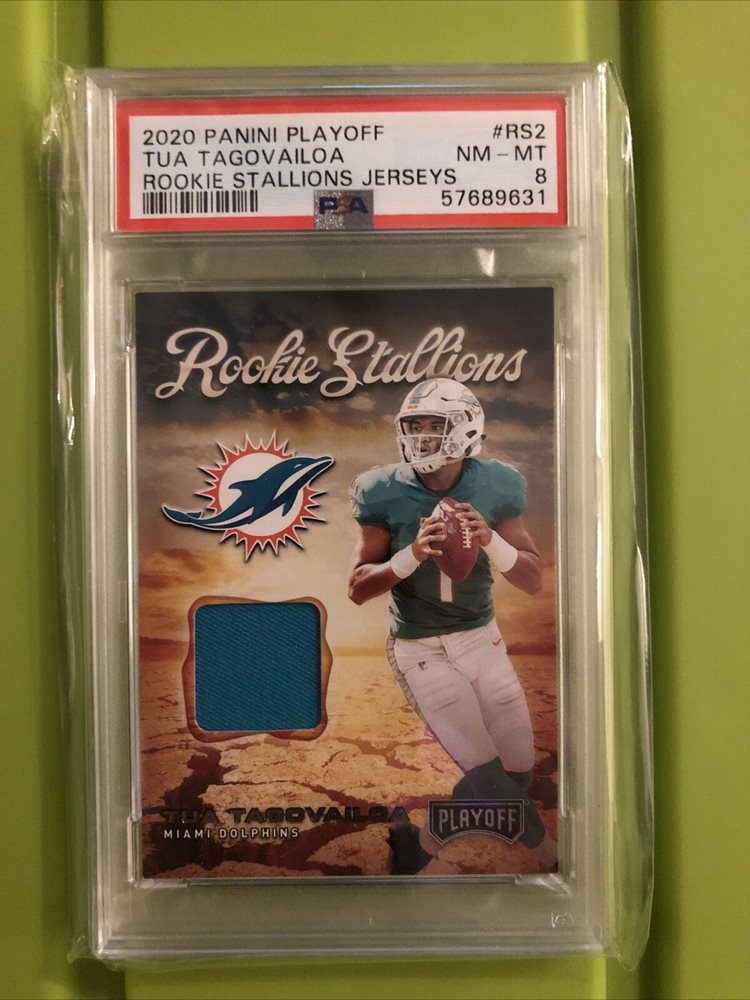 2020 PANINI PLAYOFF #RS2
TUA TAGOVAILOA NM - MT
ROOKIE STALLIONS JERSEYS 8
PSA 57689631
Rookie Stallions
1
TUA TAGOVAILOA
MIAMI DOLPHINS
PLAYOFF